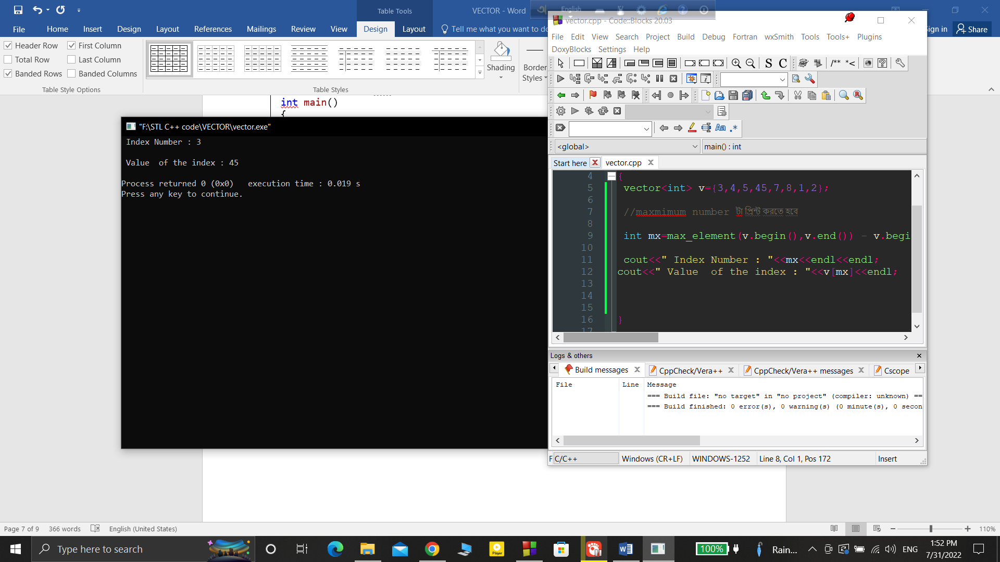 Table Tools
VECTOR - Word
English
File Home Insert Design Layout References Mailings Review View Design Layout Tell me what you want to do
Sign in Share
Header Row First Column
Total Row Last Column
Banded Rows Banded Columns
Table Style Options
Table Styles
Shading
Border
Styles
int main()
{
"F:\STL C++ code\VECTOR\vector.exe"
Index Number : 3
Value  of the index : 45
Process returned 0 (0x0)   execution time : 0.019 s
Press any key to continue.
vector.cpp - Code::Blocks 20.03
File Edit View Search Project Build Debug Fortran wxSmith Tools Tools+ Plugins
DoxyBlocks Settings Help
S C /** *<
Aa .*
<global> main() : int
Start here vector.cpp
4 {
5 vector<int> v={3,4,5,45,7,8,1,2};
6
7 //maxmimum number টা প্রিন্ট করতে হবে
8
9 int mx=max_element(v.begin(),v.end()) - v.begi
10
11 cout<<" Index Number : "<<mx<<endl<<endl;
12 cout<<" Value  of the index : "<<v[mx]<<endl;
13
14
15
16 }
17
Logs & others
Build messages CppCheck/Vera++ CppCheck/Vera++ messages Cscope
File Line Message
=== Build file: "no target" in "no project" (compiler: unknown) ==
=== Build finished: 0 error(s), 0 warning(s) (0 minute(s), 0 secon
F C/C++ Windows (CR+LF) WINDOWS-1252 Line 8, Col 1, Pos 172 Insert
Page 7 of 9 366 words English (United States) 110%
Type here to search
Player
100% Rain... ENG
1:52 PM
7/31/2022